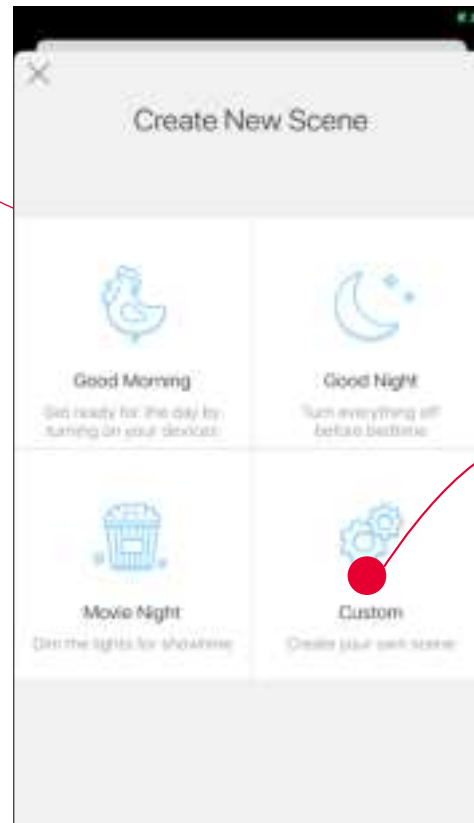 Create New Scene
Good Morning
Get ready for the day by
turning on your devices
Good Night
Turn everything off
before bedtime
Movie Night
Dim the lights for showtime
Custom
Create your own scene